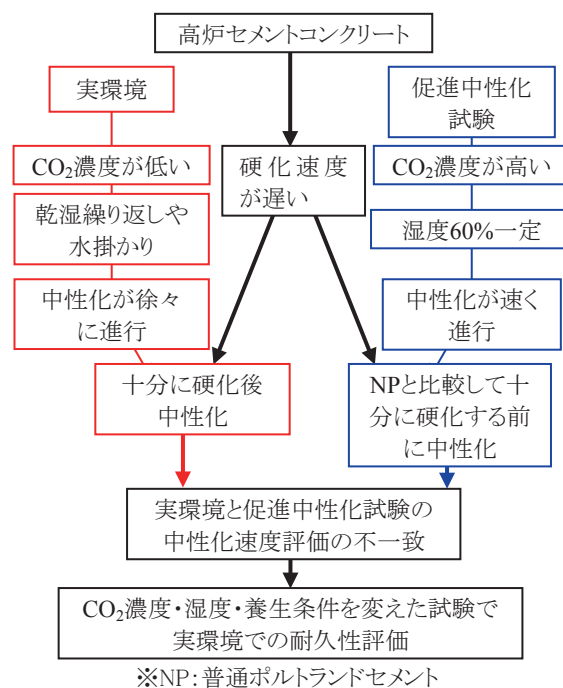 高炉セメントコンクリート
実環境
CO₂濃度が低い
乾湿繰り返しや
水掛かり
中性化が徐々
に進行
硬化速度
が遅い
促進中性化
試験
CO₂濃度が高い
湿度60%一定
中性化が速く
進行
十分に硬化後
中性化
NPと比較して十
分に硬化する前
に中性化
実環境と促進中性化試験の
中性化速度評価の不一致
CO₂濃度・湿度・養生条件を変えた試験で
実環境での耐久性評価
※NP:普通ポルトランドセメント